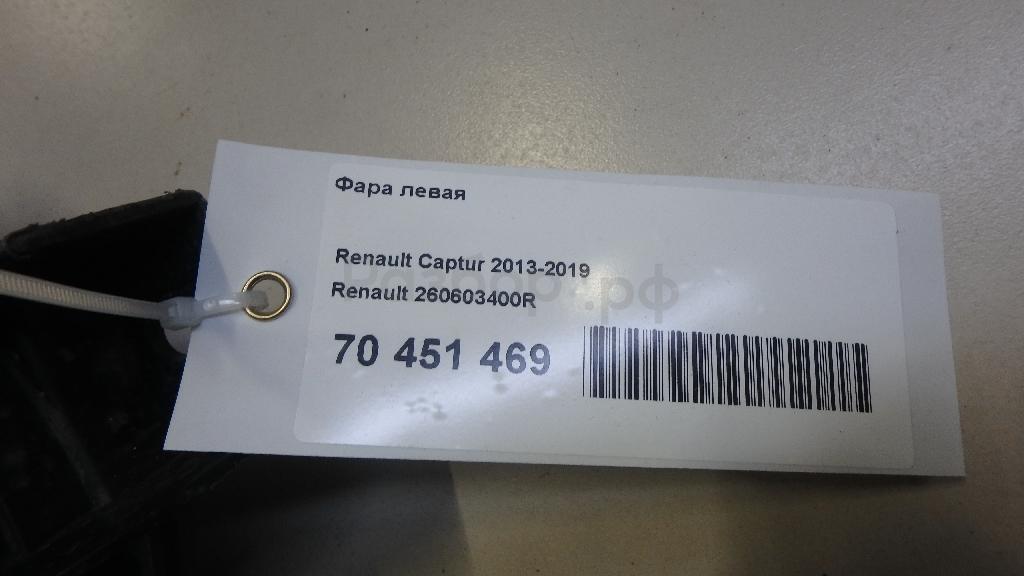 Фара левая
Renault Captur 2013-2019
Renault 260603400R
70 451 469